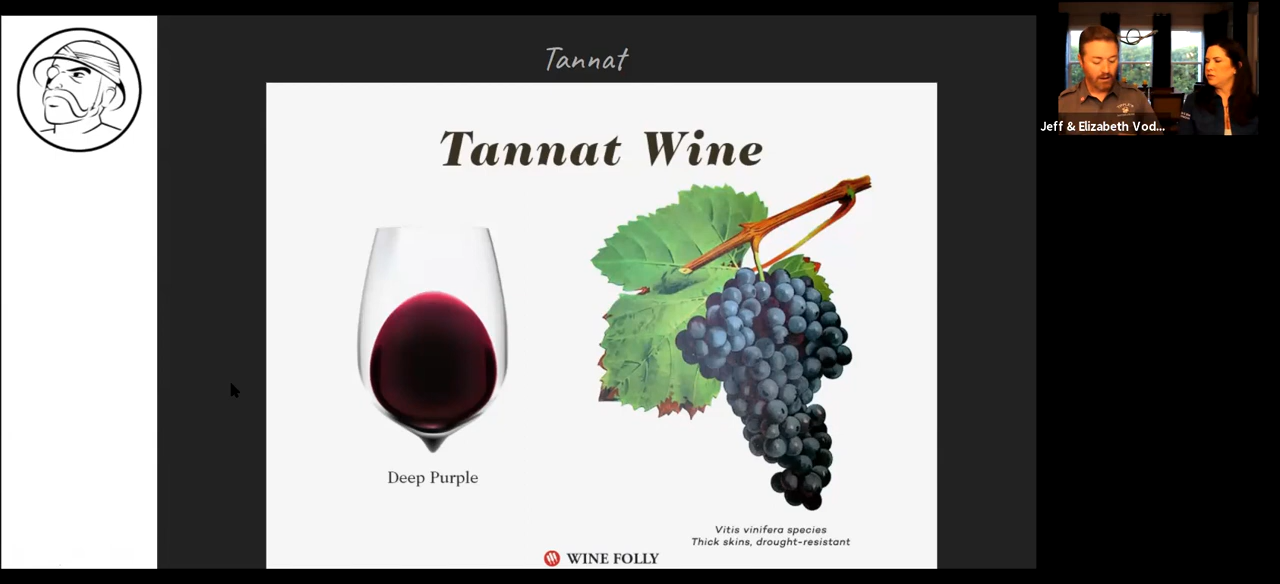 Tannat
Tannat Wine
Deep Purple
Vitis vinifera species
Thick skins, drought-resistant
WINE FOLLY
Jeff & Elizabeth Vod...